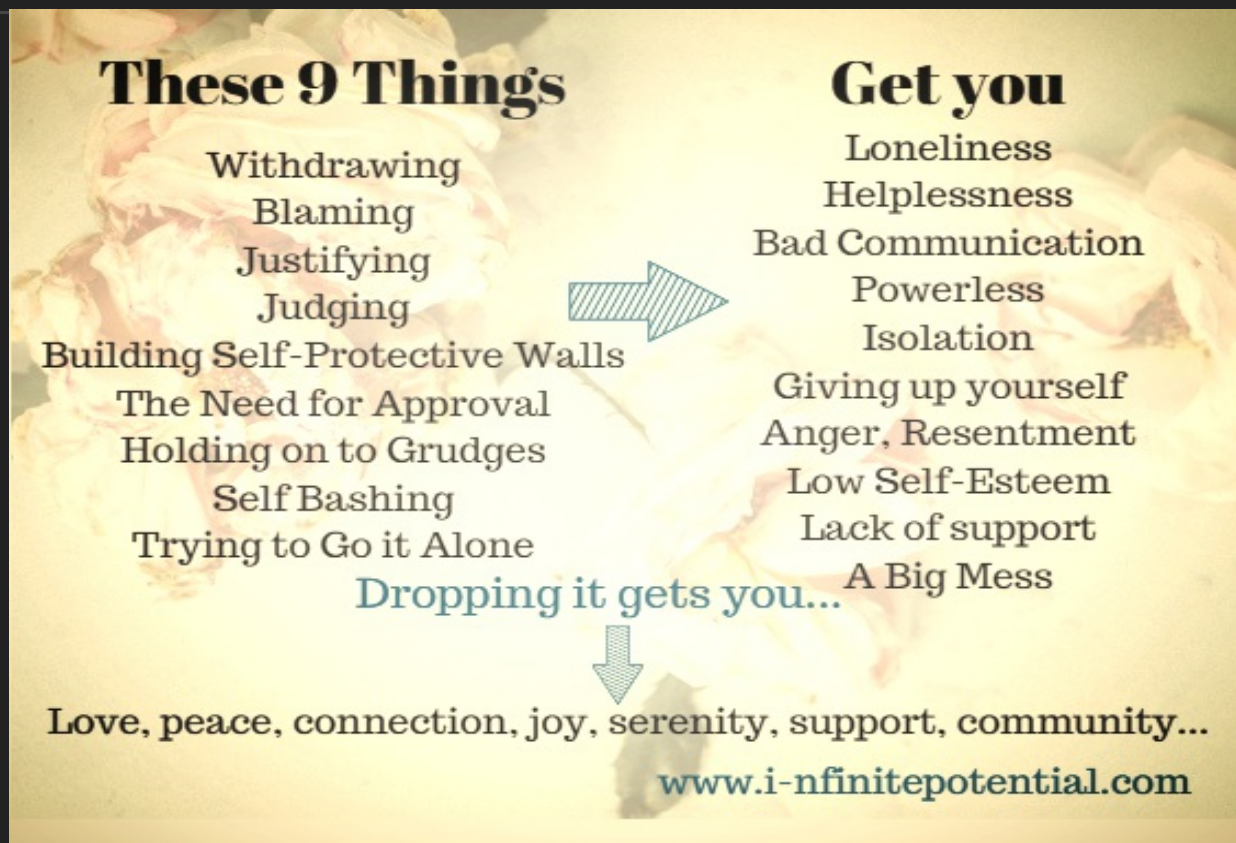 These 9 Things
Withdrawing
Blaming
Justifying
Judging
Building Self-Protective Walls
The Need for Approval
Holding on to Grudges
Self Bashing
Trying to Go it Alone
Get you
Loneliness
Helplessness
Bad Communication
Powerless
Isolation
Giving up yourself
Anger, Resentment
Low Self-Esteem
Lack of support
A Big Mess
Dropping it gets you...
Love, peace, connection, joy, serenity, support, community...
www.i-nfinitepotential.com